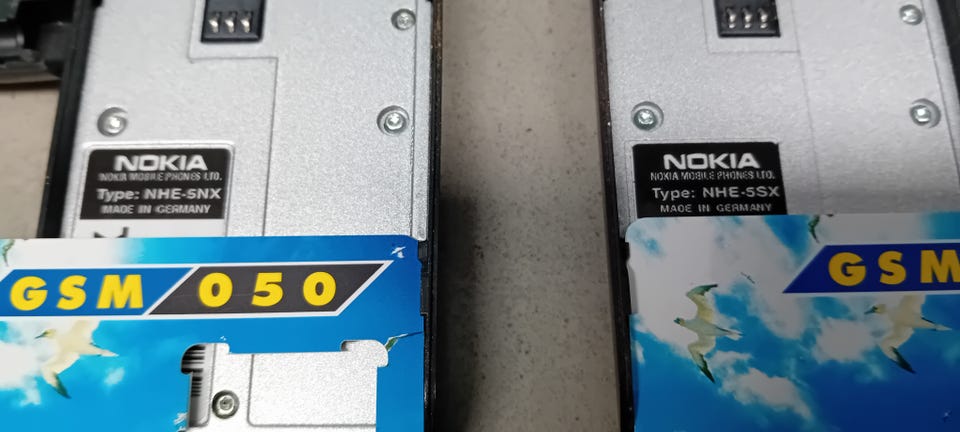 NOKIA
NOKIA MOBILE PHONES LTD.
Type: NHE-5NX
MADE IN GERMANY
GSM 050
NOKIA
NOKIA MOBILE PHONES LTD.
Type: NHE-5SX
MADE IN GERMANY
GSM